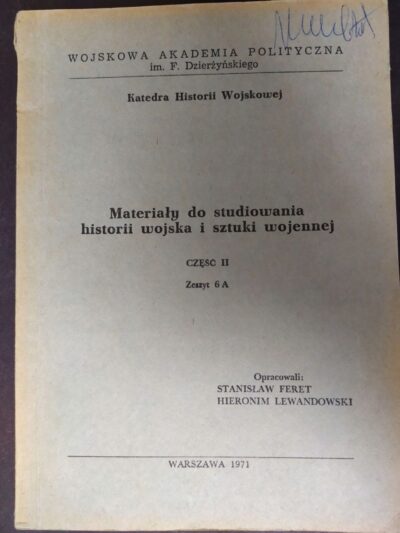 WOJSKOWA AKADEMIA POLITYCZNA
im. F. Dzierżyńskiego
Katedra Historii Wojskowej
Materiały do studiowania
historii wojska i sztuki wojennej
CZĘŚĆ II
Zeszyt 6 A
Opracowali:
STANISŁAW FERET
HIERONIM LEWANDOWSKI
WARSZAWA 1971